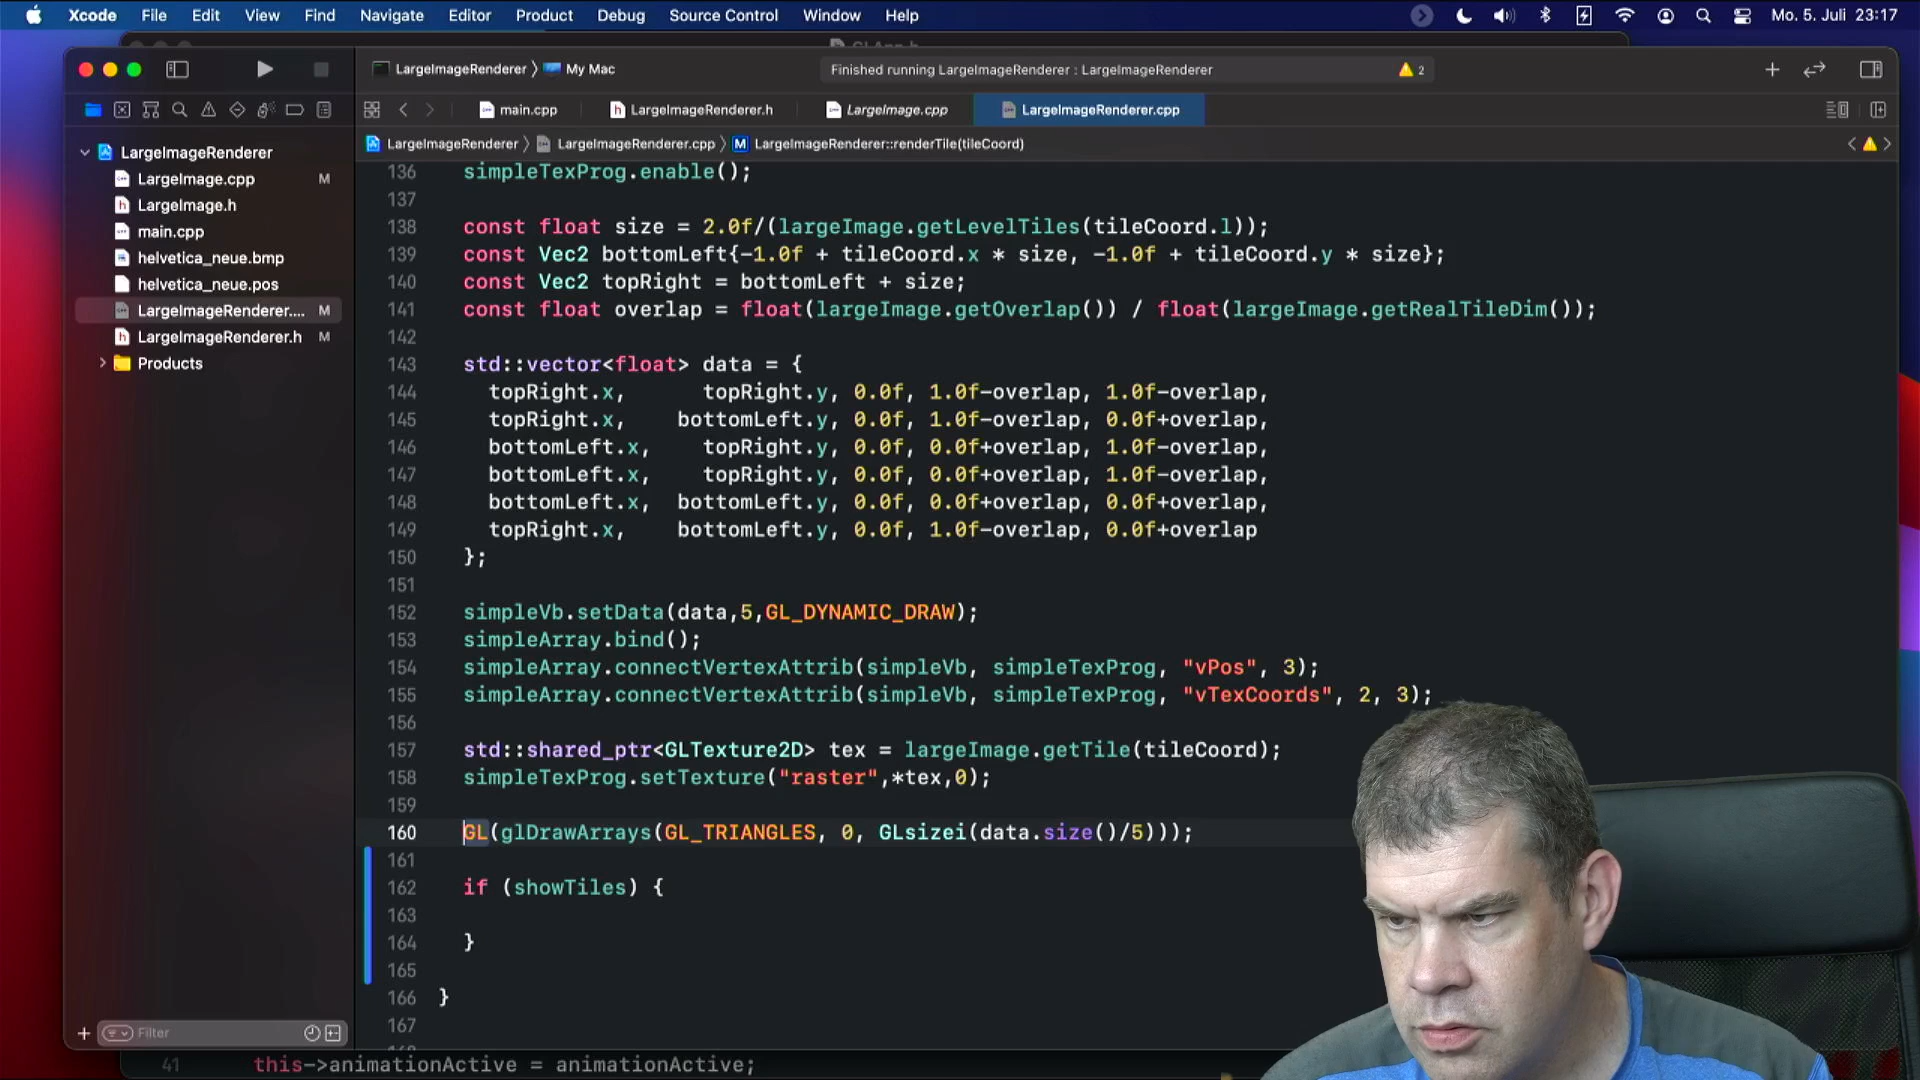 Xcode File Edit View Find Navigate Editor Product Debug Source Control Window Help Mo. 5. Juli 23:17
LargeImageRenderer My Mac Finished running LargeImageRenderer : LargeImageRenderer 2
main.cpp LargeImageRenderer.h LargeImage.cpp LargeImageRenderer.cpp
LargeImageRenderer LargeImageRenderer.cpp M LargeImageRenderer::renderTile(tileCoord)
LargeImageRenderer
LargeImage.cpp M
LargeImage.h
main.cpp
helvetica_neue.bmp
helvetica_neue.pos
LargeImageRenderer.... M
LargeImageRenderer.h M
Products
Filter
136 simpleTexProg.enable();
137
138 const float size = 2.0f/(largeImage.getLevelTiles(tileCoord.l));
139 const Vec2 bottomLeft{-1.0f + tileCoord.x * size, -1.0f + tileCoord.y * size};
140 const Vec2 topRight = bottomLeft + size;
141 const float overlap = float(largeImage.getOverlap()) / float(largeImage.getRealTileDim());
142
143 std::vector<float> data = {
144 topRight.x, topRight.y, 0.0f, 1.0f-overlap, 1.0f-overlap,
145 topRight.x, bottomLeft.y, 0.0f, 1.0f-overlap, 0.0f+overlap,
146 bottomLeft.x, topRight.y, 0.0f, 0.0f+overlap, 1.0f-overlap,
147 bottomLeft.x, topRight.y, 0.0f, 0.0f+overlap, 1.0f-overlap,
148 bottomLeft.x, bottomLeft.y, 0.0f, 0.0f+overlap, 0.0f+overlap,
149 topRight.x, bottomLeft.y, 0.0f, 1.0f-overlap, 0.0f+overlap
150 };
151
152 simpleVb.setData(data,5,GL_DYNAMIC_DRAW);
153 simpleArray.bind();
154 simpleArray.connectVertexAttrib(simpleVb, simpleTexProg, "vPos", 3);
155 simpleArray.connectVertexAttrib(simpleVb, simpleTexProg, "vTexCoords", 2, 3);
156
157 std::shared_ptr<GLTexture2D> tex = largeImage.getTile(tileCoord);
158 simpleTexProg.setTexture("raster",*tex,0);
159
160 GL(glDrawArrays(GL_TRIANGLES, 0, GLsizei(data.size()/5)));
161
162 if (showTiles) {
163
164 }
165
166 }
167
41 this->animationActive = animationActive;